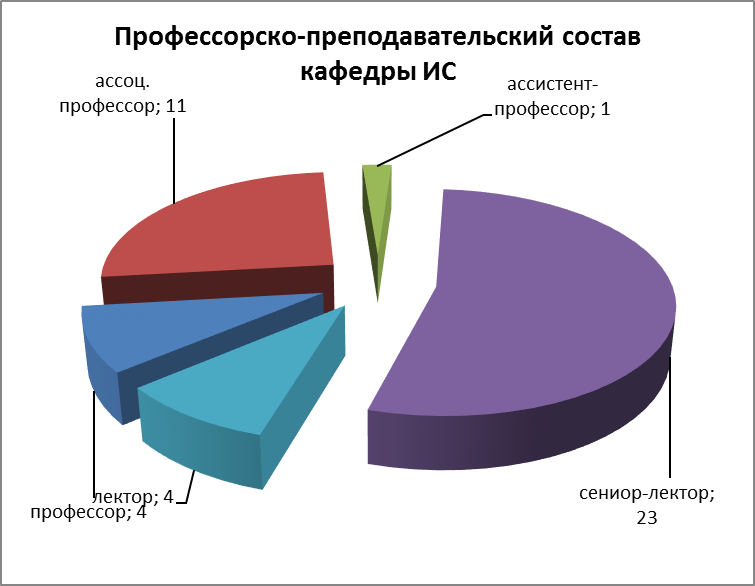 Профессорско-преподавательский состав
кафедры ИС
ассоц.
профессор; 11
ассистент-
профессор; 1
лектор; 4
профессор; 4
сениор-лектор;
23